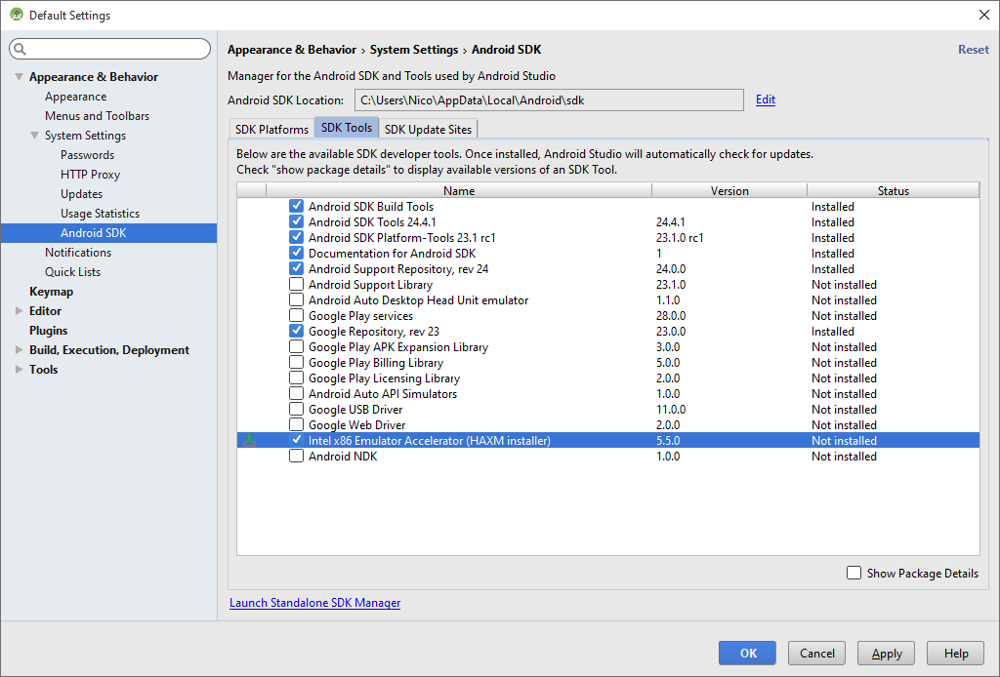 Default Settings
Appearance & Behavior
Appearance
Menus and Toolbars
System Settings
Passwords
HTTP Proxy
Updates
Usage Statistics
Android SDK
Notifications
Quick Lists
Keymap
Editor
Plugins
Build, Execution, Deployment
Tools
Appearance & Behavior › System Settings › Android SDK Reset
Manager for the Android SDK and Tools used by Android Studio
Android SDK Location: C:\Users\Nico\AppData\Local\Android\sdk Edit
SDK Platforms SDK Tools SDK Update Sites
Below are the available SDK developer tools. Once installed, Android Studio will automatically check for updates.
Check "show package details" to display available versions of an SDK Tool.
Name Version Status
Android SDK Build Tools Installed
Android SDK Tools 24.4.1 24.4.1 Installed
Android SDK Platform-Tools 23.1 rc1 23.1.0 rc1 Installed
Documentation for Android SDK 1 Installed
Android Support Repository, rev 24 24.0.0 Installed
Android Support Library 23.1.0 Not installed
Android Auto Desktop Head Unit emulator 1.1.0 Not installed
Google Play services 28.0.0 Not installed
Google Repository, rev 23 23.0.0 Installed
Google Play APK Expansion Library 3.0.0 Not installed
Google Play Billing Library 5.0.0 Not installed
Google Play Licensing Library 2.0.0 Not installed
Android Auto API Simulators 1.0.0 Not installed
Google USB Driver 11.0.0 Not installed
Google Web Driver 2.0.0 Not installed
Intel x86 Emulator Accelerator (HAXM installer) 5.5.0 Not installed
Android NDK 1.0.0 Not installed
Show Package Details
Launch Standalone SDK Manager
OK Cancel Apply Help